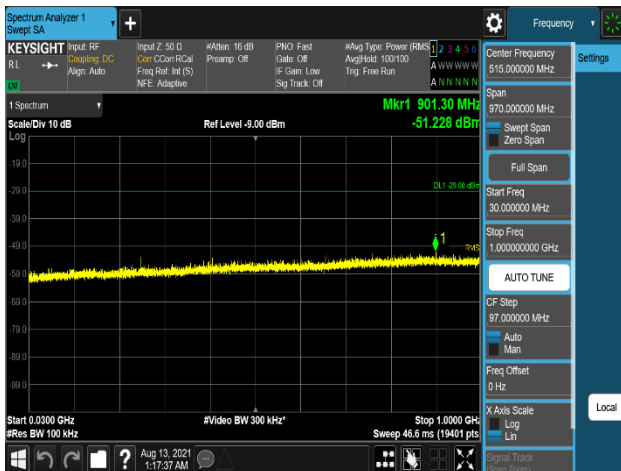 Spectrum Analyzer 1
Swept SA
+
Frequency
KEYSIGHT
RL
Input: RF
Coupling: DC
Align: Auto
Input Z: 50 Ω
Corr CCorr RCal
Freq Ref: Int (S)
NFE: Adaptive
#Atten: 16 dB
Preamp: Off
PNO: Fast
Gate: Off
IF Gain: Low
Sig Track: Off
#Avg Type: Power (RMS
Avg|Hold: 100/100
Trig: Free Run
1 2 3 4 5 6
A W W W W W
A N N N N N
1 Spectrum
Mkr1 901.30 MHz
-51.228 dBm
Scale/Div 10 dB
Ref Level -9.00 dBm
Log
-19.0
-29.0
DL1 -29.00 dBm
-39.0
-49.0
1
RMS
-59.0
-69.0
-79.0
-89.0
-99.0
Start 0.0300 GHz
#Video BW 300 kHz*
Stop 1.0000 GHz
#Res BW 100 kHz
Sweep 46.6 ms (19401 pts
?
Aug 13, 2021
1:17:37 AM
Center Frequency
515.000000 MHz
Settings
Span
970.000000 MHz
Swept Span
Zero Span
Full Span
Start Freq
30.000000 MHz
Stop Freq
1.000000000 GHz
AUTO TUNE
CF Step
97.000000 MHz
Auto
Man
Freq Offset
0 Hz
X Axis Scale
Log
Lin
Local
Signal Track
(Span Zoom)